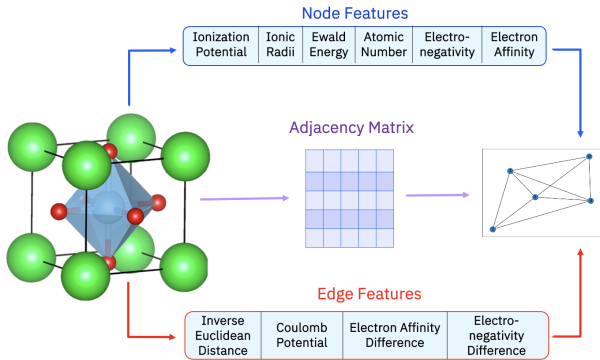 Node Features
Ionization Ionic Ewald Atomic Electro- Electron
Potential Radii Energy Number negativity Affinity
Adjacency Matrix
Edge Features
Inverse
Euclidean
Distance
Coulomb
Potential
Electron Affinity
Difference
Electro-
negativity
Difference